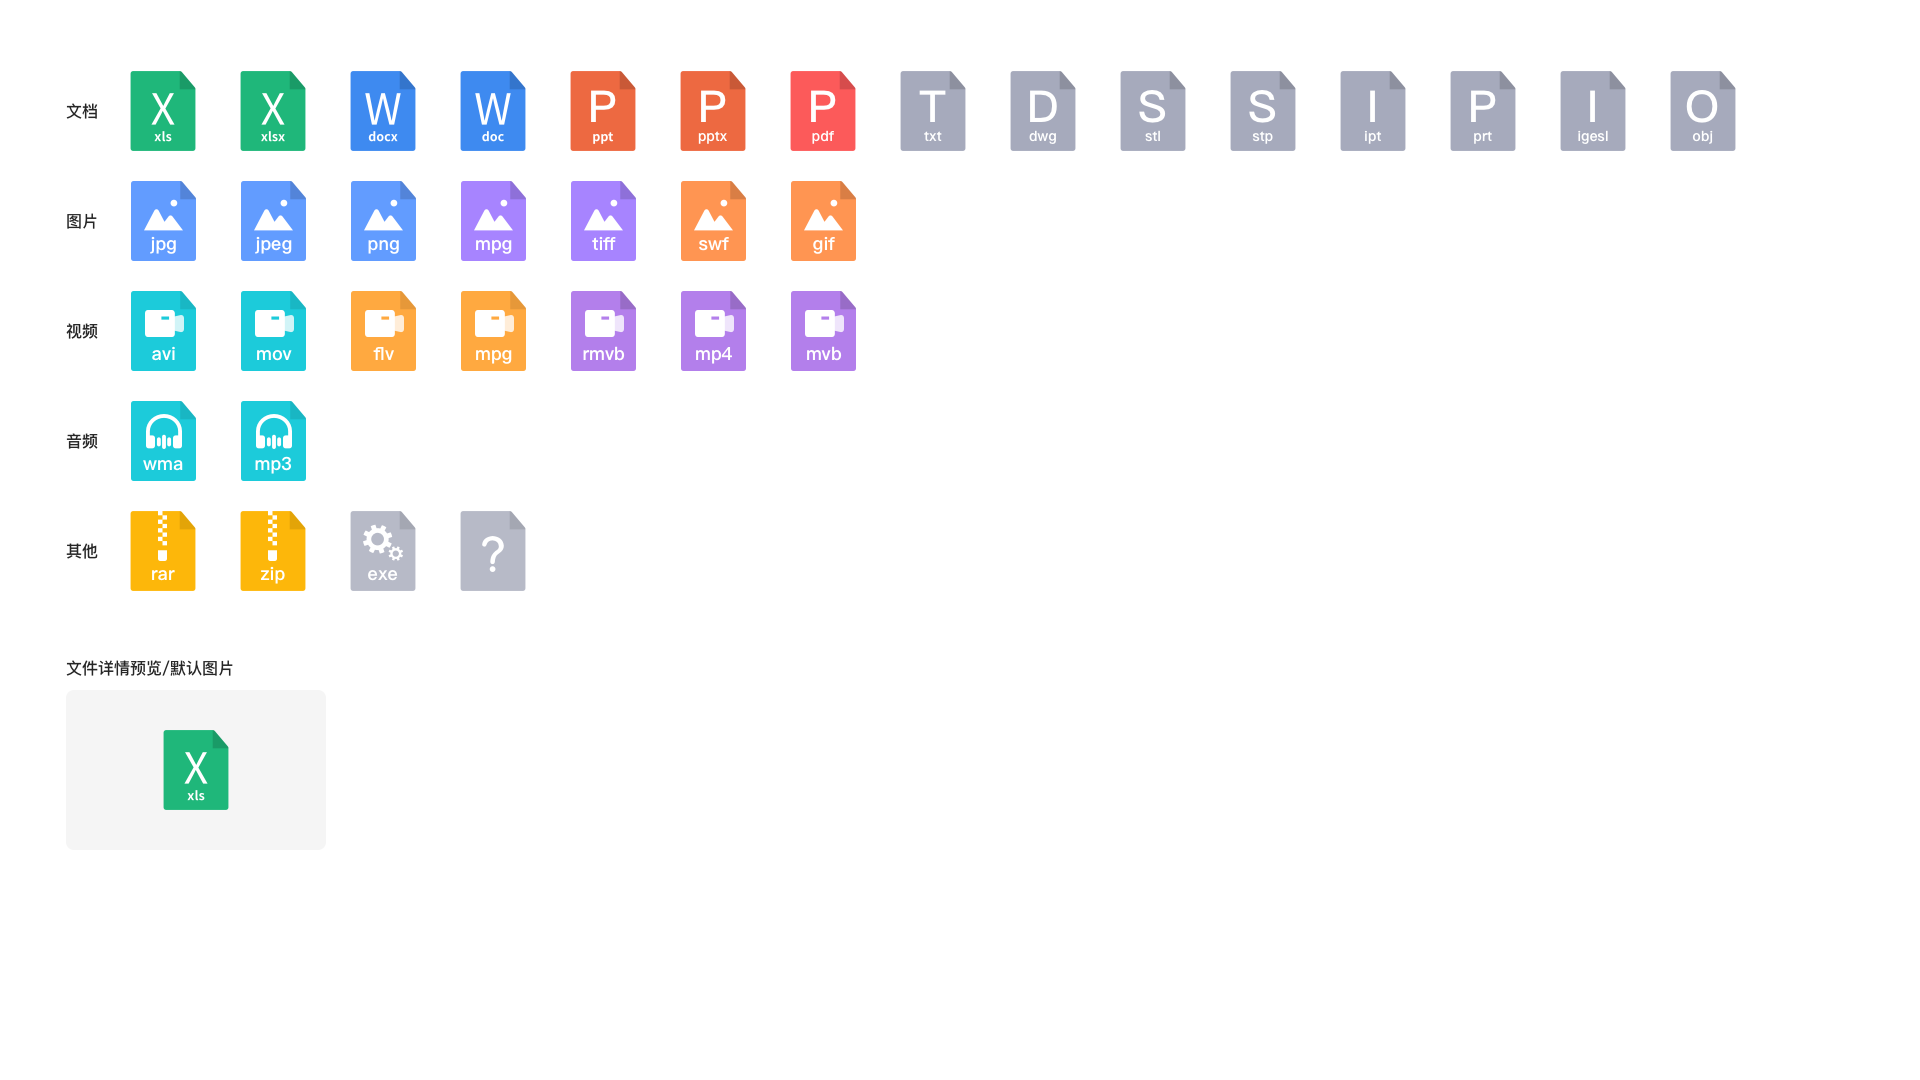 文档
X X W W P P P T D S S I P I O
xls xlsx docx doc ppt pptx pdf txt dwg stl stp ipt prt igesl obj
图片
jpg jpeg png mpg tiff swf gif
视频
avi mov flv mpg rmvb mp4 mvb
音频
wma mp3
其他
?
rar zip exe
文件详情预览/默认图片
X
xls